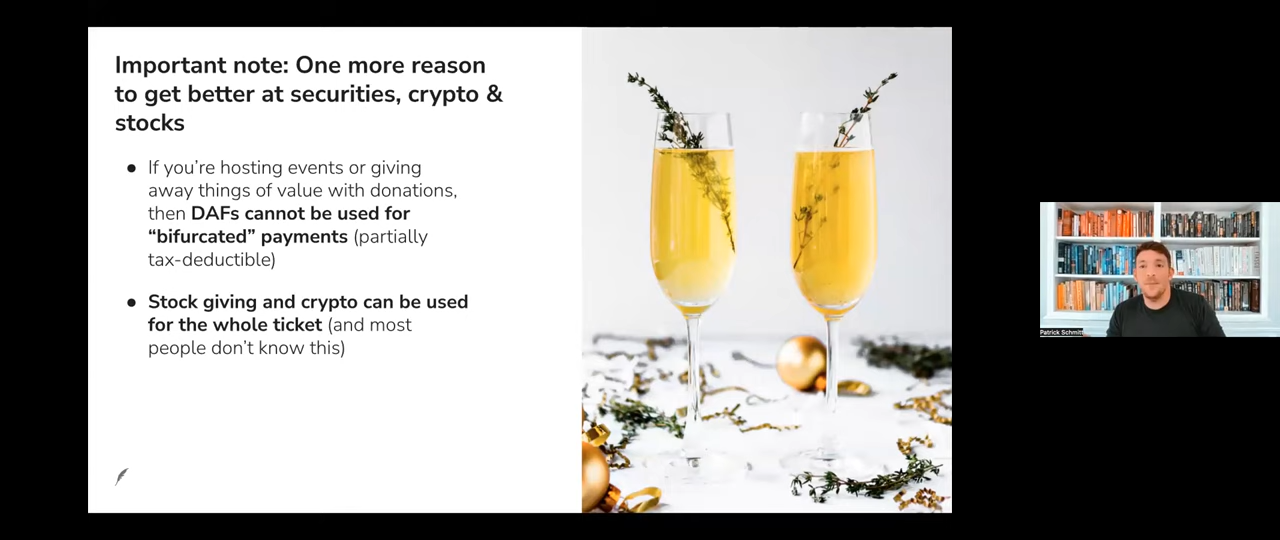 Important note: One more reason
to get better at securities, crypto &
stocks
● If you’re hosting events or giving
away things of value with donations,
then DAFs cannot be used for
“bifurcated” payments (partially
tax-deductible)
● Stock giving and crypto can be used
for the whole ticket (and most
people don’t know this)
Patrick Schmitt